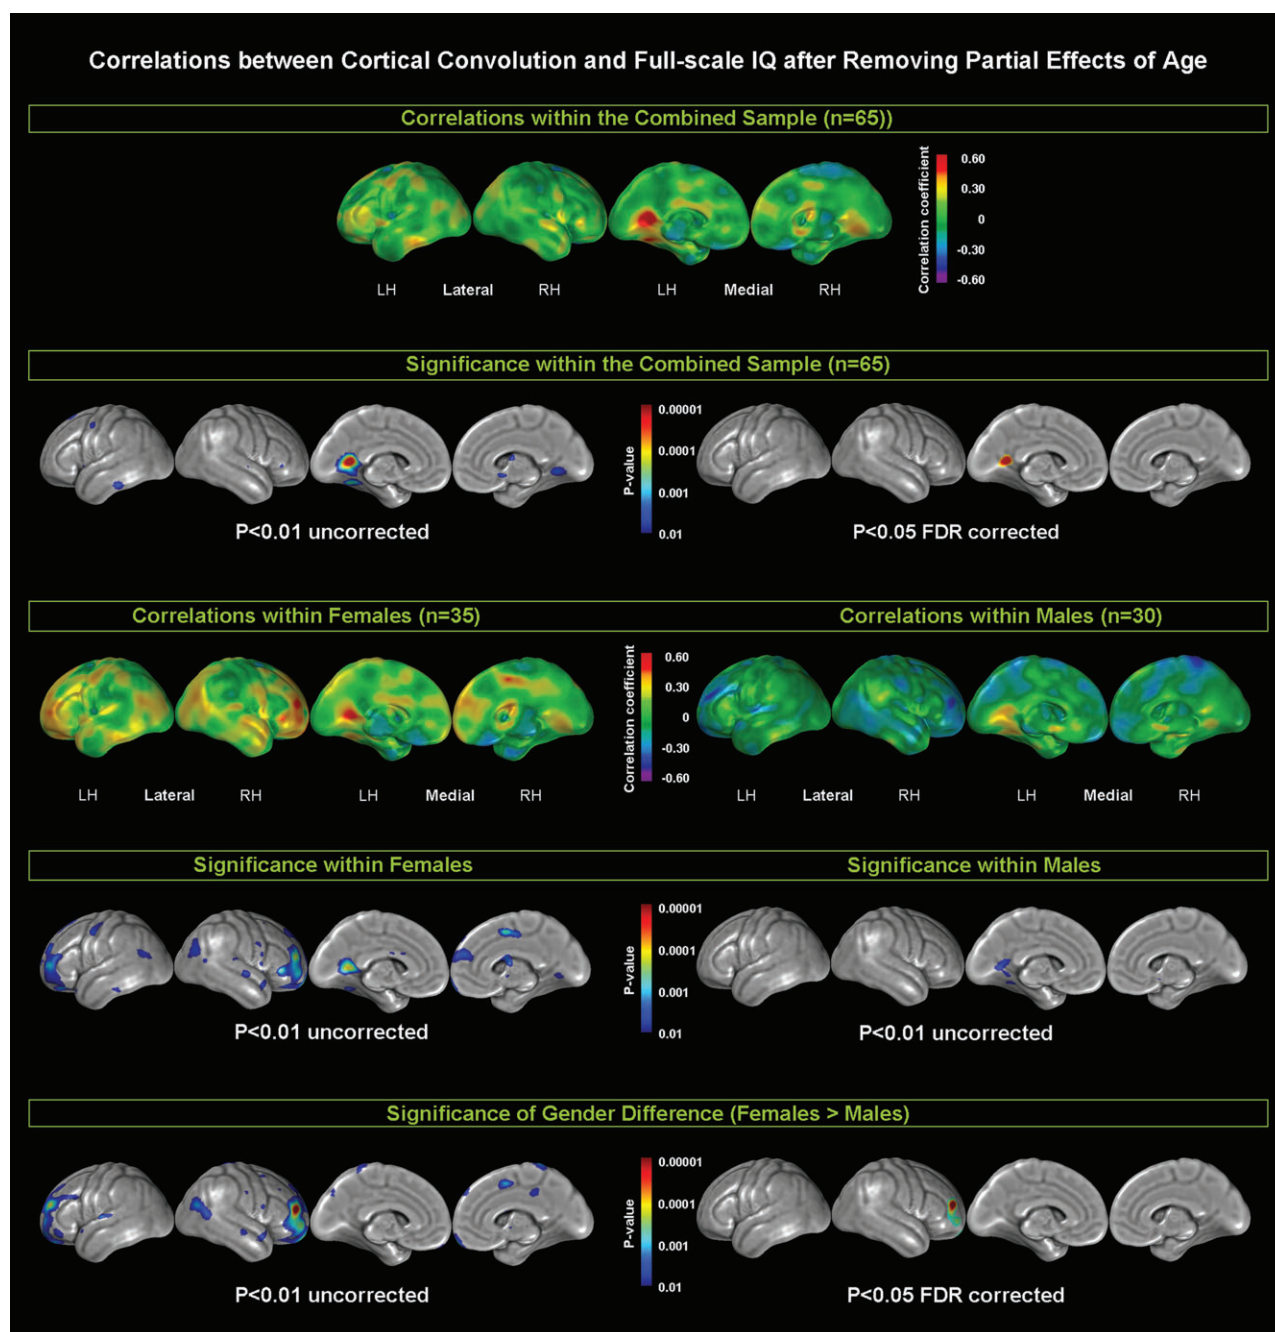 Correlations between Cortical Convolution and Full-scale IQ after Removing Partial Effects of Age
Correlations within the Combined Sample (n=65))
Correlation coefficient
0.60
0.30
0
-0.30
-0.60
LH Lateral RH LH Medial RH
Significance within the Combined Sample (n=65)
P-value
0.00001
0.0001
0.001
0.01
P<0.01 uncorrected
P<0.05 FDR corrected
Correlations within Females (n=35)
Correlations within Males (n=30)
Correlation coefficient
0.60
0.30
0
-0.30
-0.60
LH Lateral RH LH Medial RH
LH Lateral RH LH Medial RH
Significance within Females
Significance within Males
P-value
0.00001
0.0001
0.001
0.01
P<0.01 uncorrected
P<0.01 uncorrected
Significance of Gender Difference (Females > Males)
P-value
0.00001
0.0001
0.001
0.01
P<0.01 uncorrected
P<0.05 FDR corrected